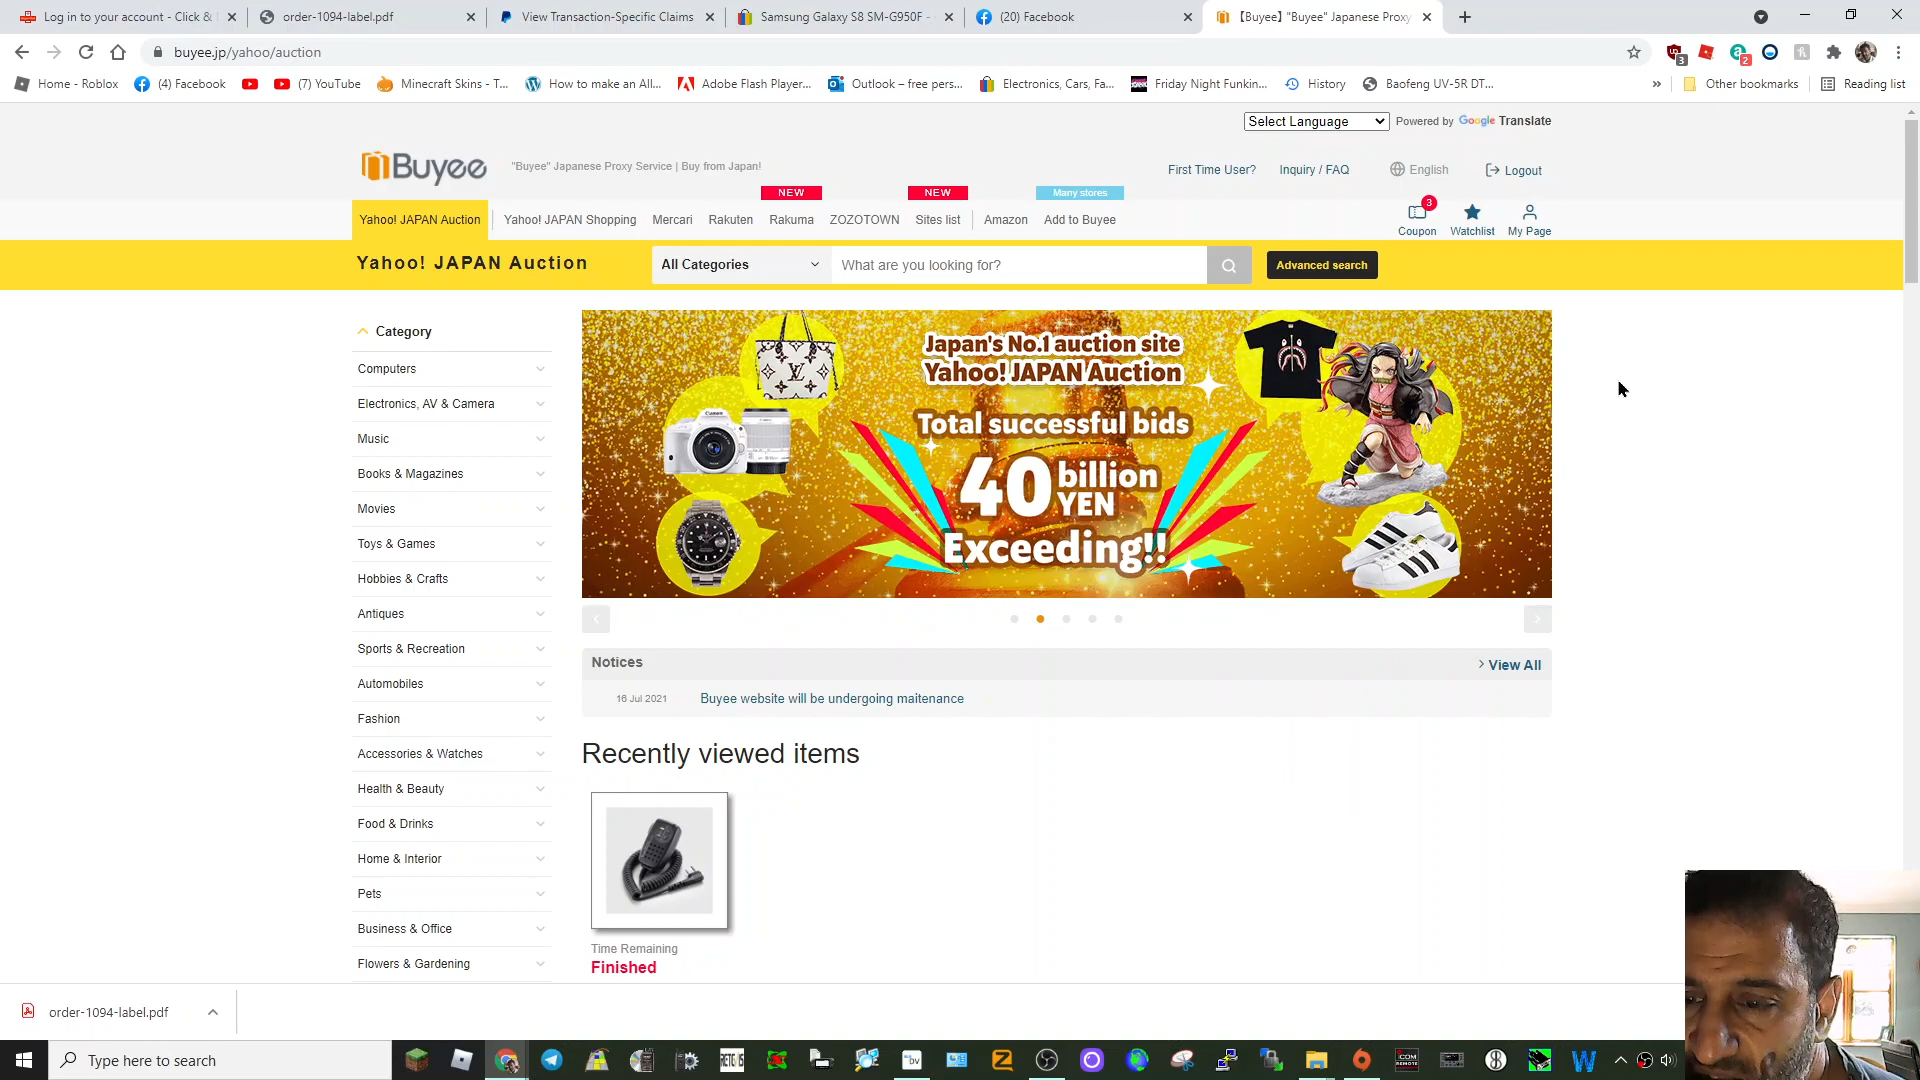 Log in to your account - Click &
order-1094-label.pdf
View Transaction-Specific Claims
Samsung Galaxy S8 SM-G950F -
(20) Facebook
【Buyee】 "Buyee" Japanese Proxy
buyee.jp/yahoo/auction
3
2
Home - Roblox
(4) Facebook
(7) YouTube
Minecraft Skins - T...
How to make an All...
Adobe Flash Player...
Outlook – free pers...
Electronics, Cars, Fa...
Friday Night Funkin...
History
Baofeng UV-5R DT...
»
Other bookmarks
Reading list
Select Language
Powered by Google Translate
Buyee
"Buyee" Japanese Proxy Service | Buy from Japan!
First Time User?
Inquiry / FAQ
English
Logout
NEW
NEW
Many stores
Yahoo! JAPAN Auction
Yahoo! JAPAN Shopping
Mercari
Rakuten
Rakuma
ZOZOTOWN
Sites list
Amazon
Add to Buyee
3
Coupon
Watchlist
My Page
Yahoo! JAPAN Auction
All Categories
What are you looking for?
Advanced search
Category
Computers
Electronics, AV & Camera
Music
Books & Magazines
Movies
Toys & Games
Hobbies & Crafts
Antiques
Sports & Recreation
Automobiles
Fashion
Accessories & Watches
Health & Beauty
Food & Drinks
Home & Interior
Pets
Business & Office
Flowers & Gardening
Japan's No.1 auction site
Yahoo! JAPAN Auction
Total successful bids
40 billion YEN
Exceeding!!
Canon
Notices
View All
16 Jul 2021
Buyee website will be undergoing maitenance
Recently viewed items
Time Remaining
Finished
order-1094-label.pdf
Type here to search